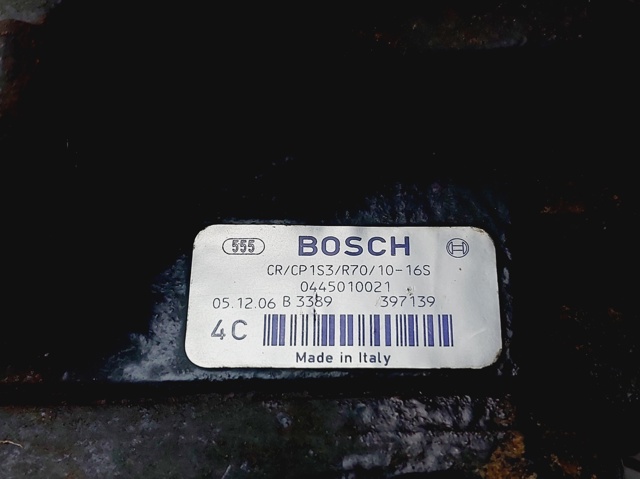 555 BOSCH
CR/CP1S3/R70/10-16S
0445010021
05.12.06 B 3389 397139
4C
Made in Italy